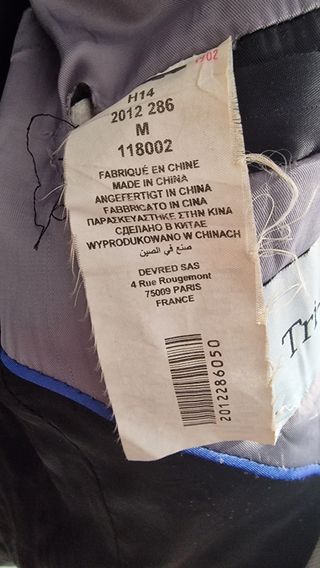 H14
2012 286
M
118002
FABRIQUÉ EN CHINE
MADE IN CHINA
ANGEFERTIGT IN CHINA
FABBRICATO IN CINA
ΠΑΡΑΣΚΕΥΑΣΤΗΚΕ ΣΤΗΝ ΚΙΝΑ
СДЕЛАНО В КИТАЕ
WYPRODUKOWANO W CHINACH
صنع في الصين
DEVRED SAS
4 Rue Rougemont
75009 PARIS
FRANCE
2012286050